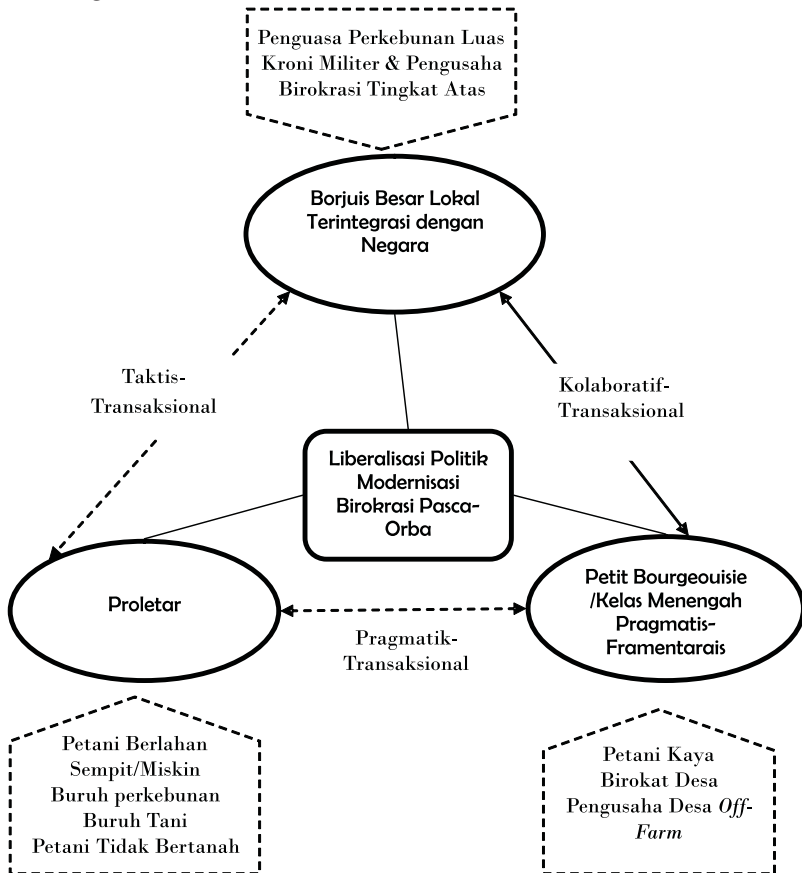 Penguasa Perkebunan Luas
Kroni Militer & Pengusaha
Birokrasi Tingkat Atas
Borjuis Besar Lokal
Terintegrasi dengan
Negara
Taktis-
Transaksional
Kolaboratif-
Transaksional
Liberalisasi Politik
Modernisasi
Birokrasi Pasca-
Orba
Proletar
Pragmatik-
Transaksional
Petit Bourgeouisie
/Kelas Menengah
Pragmatis-
Framentarais
Petani Berlahan
Sempit/Miskin
Buruh perkebunan
Buruh Tani
Petani Tidak Bertanah
Petani Kaya
Birokat Desa
Pengusaha Desa Off-
Farm